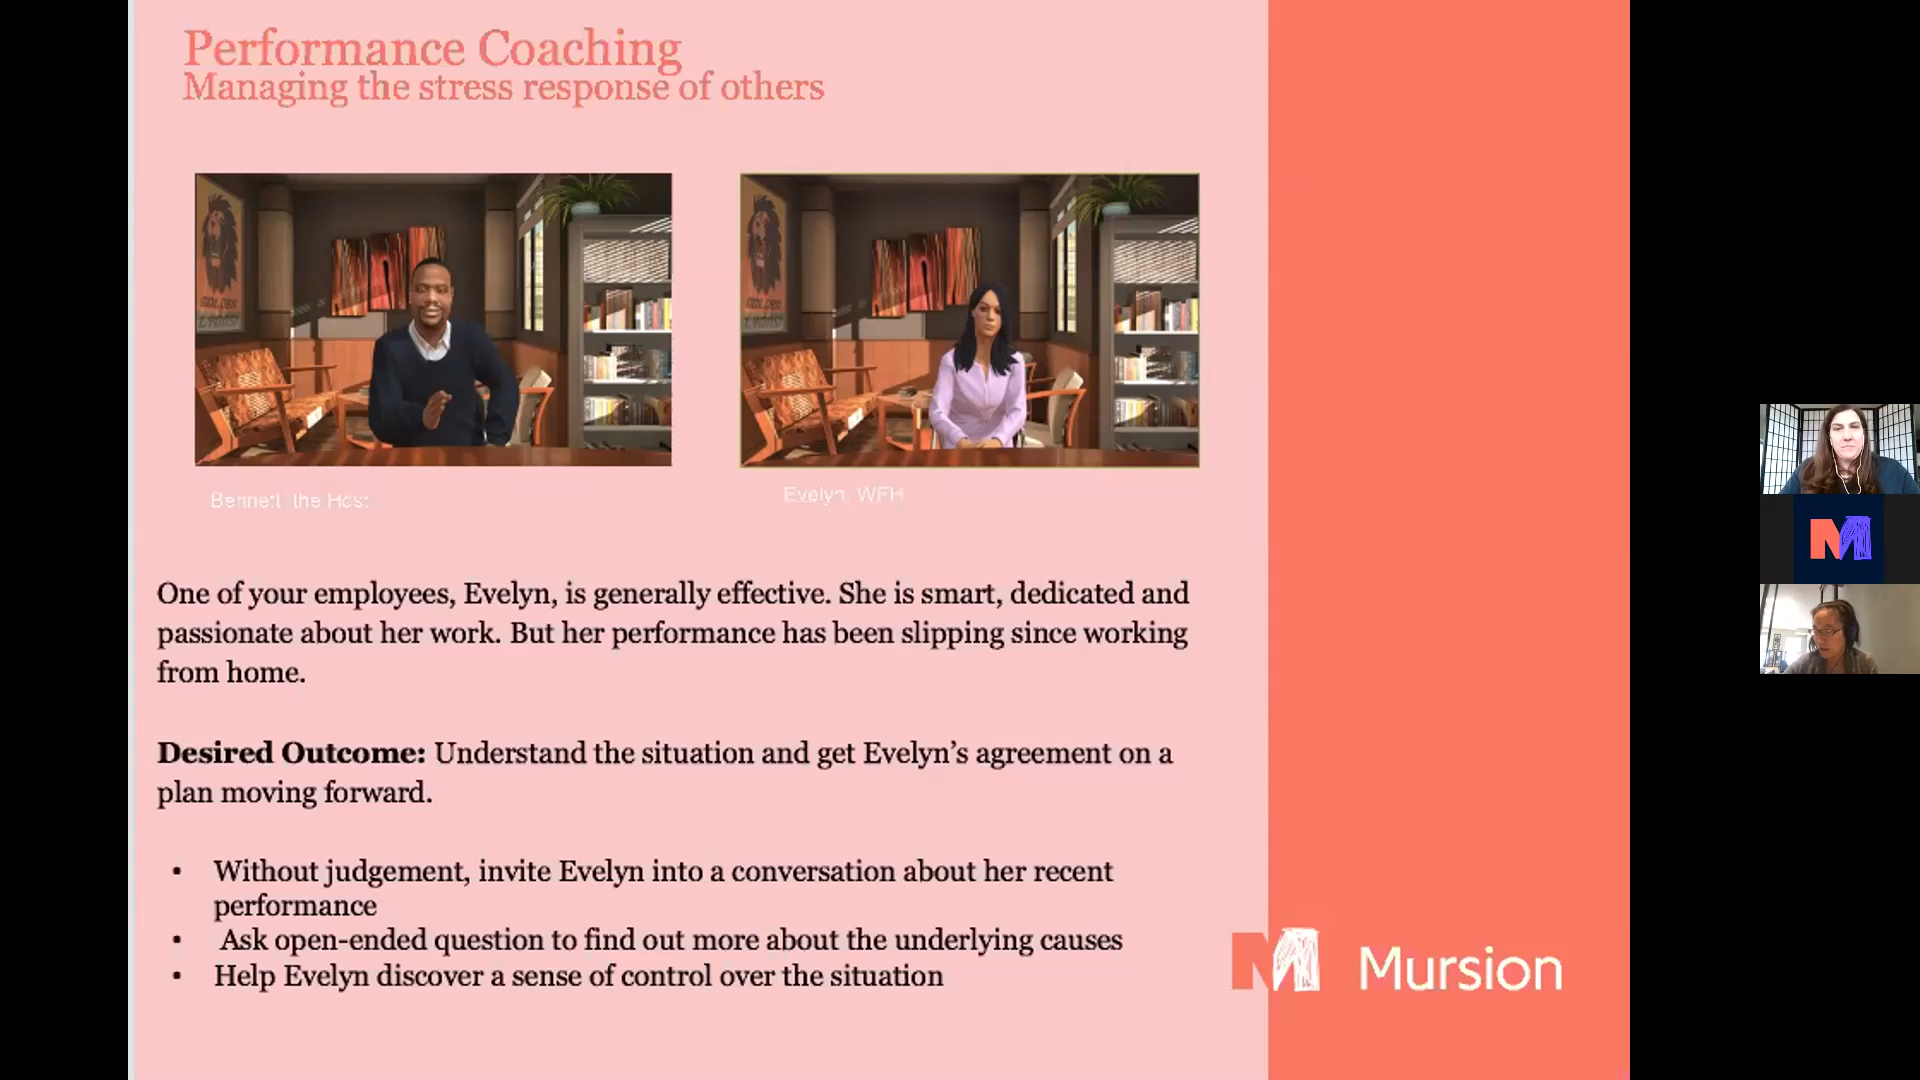 Performance Coaching
Managing the stress response of others
GOLDEN
LYONS
GOLDEN
LYONS
Bennett the Host
Evelyn WFH
One of your employees, Evelyn, is generally effective. She is smart, dedicated and
passionate about her work. But her performance has been slipping since working
from home.
Desired Outcome: Understand the situation and get Evelyn’s agreement on a
plan moving forward.
• Without judgement, invite Evelyn into a conversation about her recent
performance
• Ask open-ended question to find out more about the underlying causes
• Help Evelyn discover a sense of control over the situation
M Mursion
M